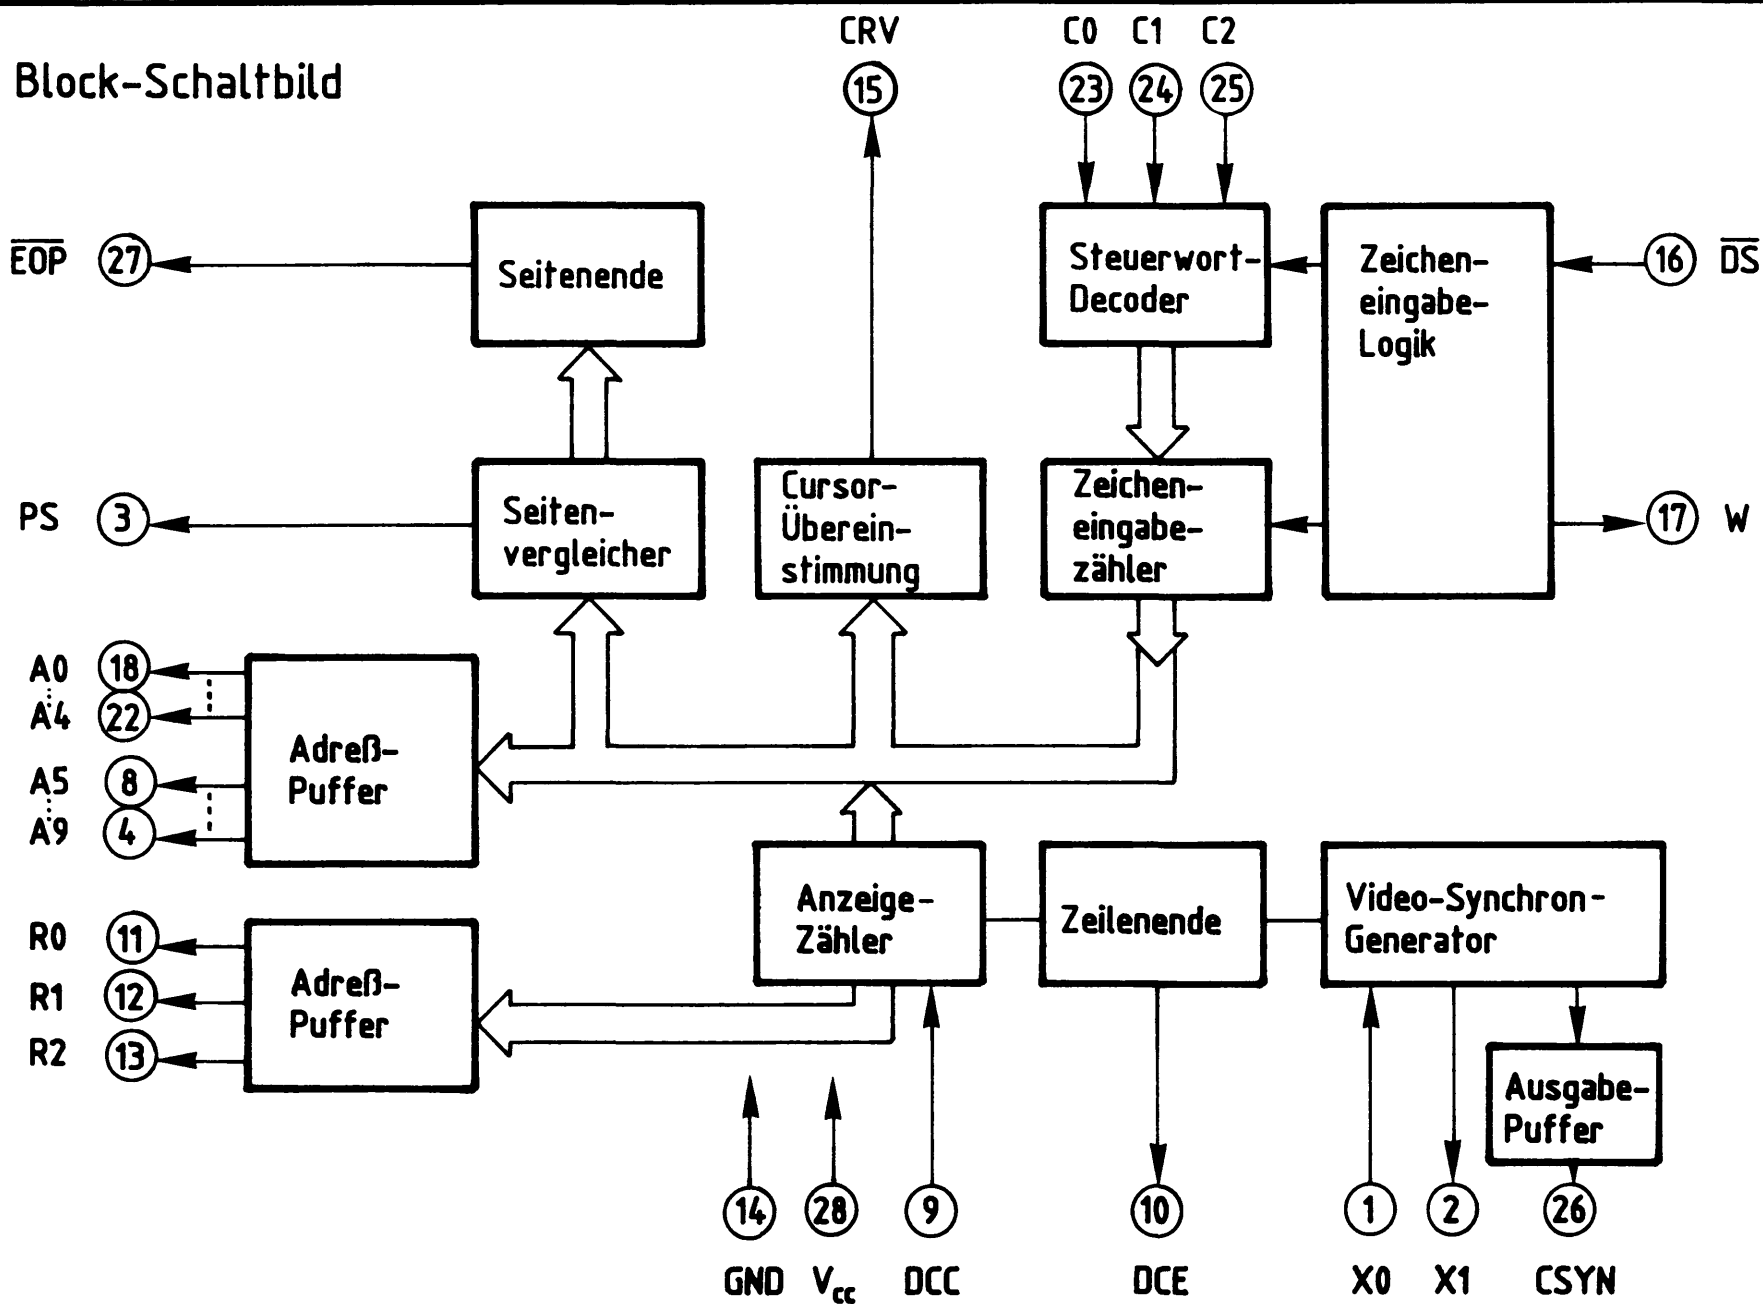 CRV C0 C1 C2
Block-Schaltbild
15 23 24 25
E̅O̅P̅ 27
Seitenende
Steuerwort-
Decoder
Zeichen-
eingabe-
Logik
16 D̅S̅
PS 3
Seiten-
vergleicher
Cursor-
Überein-
stimmung
Zeichen-
eingabe-
zähler
17 W
A0 18
A4 22
A5 8
A9 4
Adreß-
Puffer
R0 11
R1 12
R2 13
Adreß-
Puffer
Anzeige-
Zähler
Zeilenende
Video-Synchron-
Generator
Ausgabe-
Puffer
14 28 9 10 1 2 26
GND Vcc DCC DCE X0 X1 CSYN